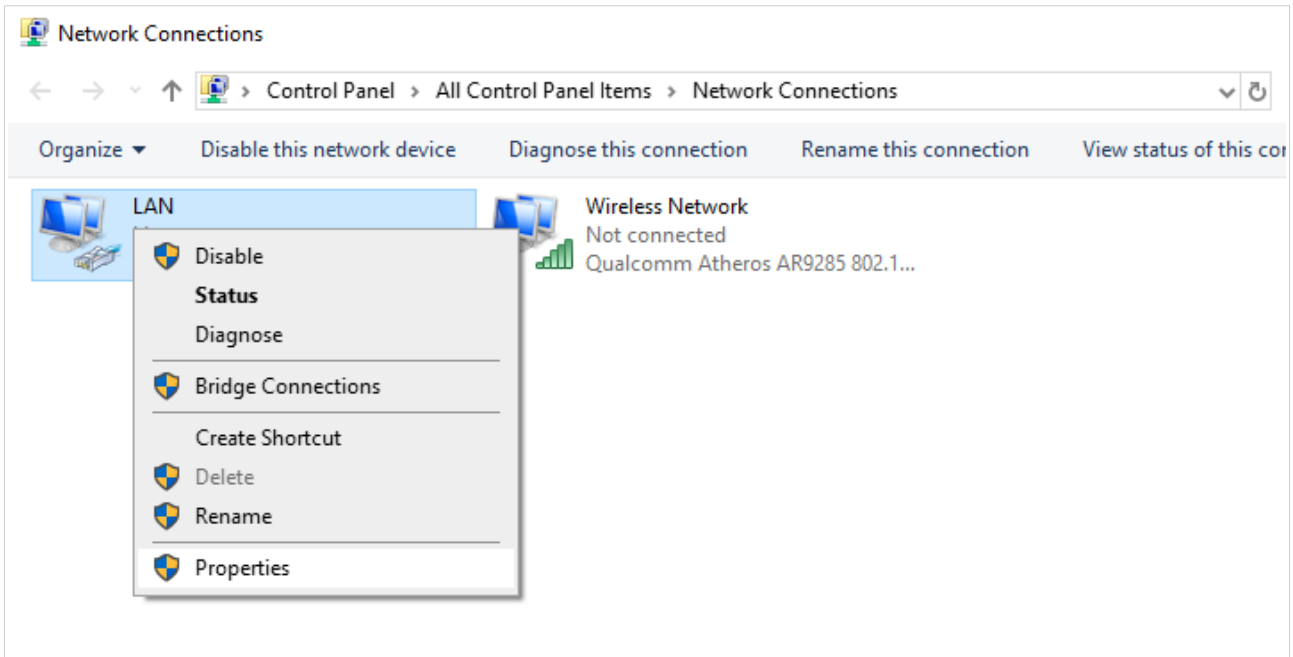 Network Connections
Control Panel > All Control Panel Items > Network Connections
Organize Disable this network device Diagnose this connection Rename this connection View status of this
LAN
Wireless Network
Not connected
Qualcomm Atheros AR9285 802.1...
Disable
Status
Diagnose
Bridge Connections
Create Shortcut
Delete
Rename
Properties